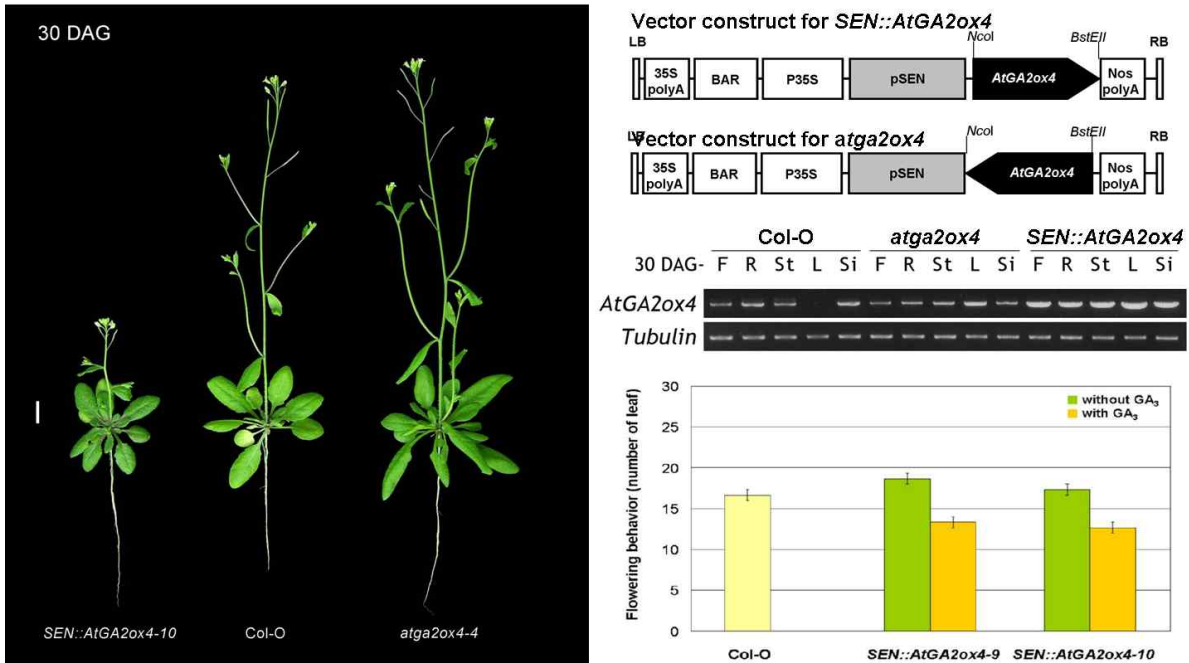 30 DAG
SEN::AtGA2ox4-10 Col-O atga2ox4-4
Vector construct for SEN::AtGA2ox4
LB NcoI BstEII RB
35S polyA BAR P35S pSEN AtGA2ox4 Nos polyA
Vector construct for atga2ox4
LB NcoI BstEII RB
35S polyA BAR P35S pSEN AtGA2ox4 Nos polyA
Col-O atga2ox4 SEN::AtGA2ox4
30 DAG- F R St L Si F R St L Si F R St L Si
AtGA2ox4
Tubulin
Flowering behavior (number of leaf)
30
25
20
15
10
5
0
without GA3
with GA3
Col-O SEN::AtGA2ox4-9 SEN::AtGA2ox4-10